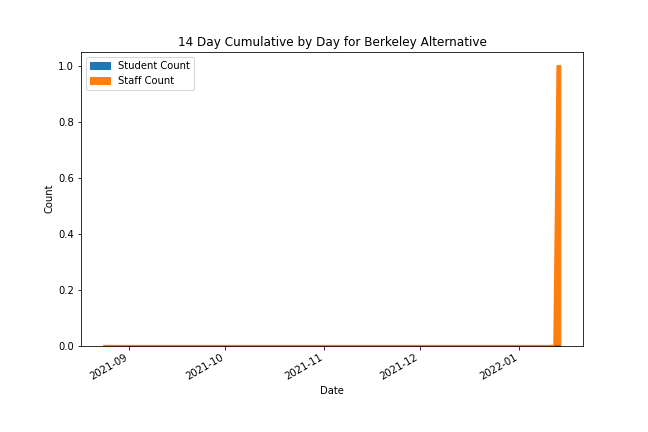 14 Day Cumulative by Day for Berkeley Alternative
Student Count
Staff Count
1.0
0.8
0.6
0.4
0.2
0.0
Count
2021-09
2021-10
2021-11
2021-12
2022-01
Date